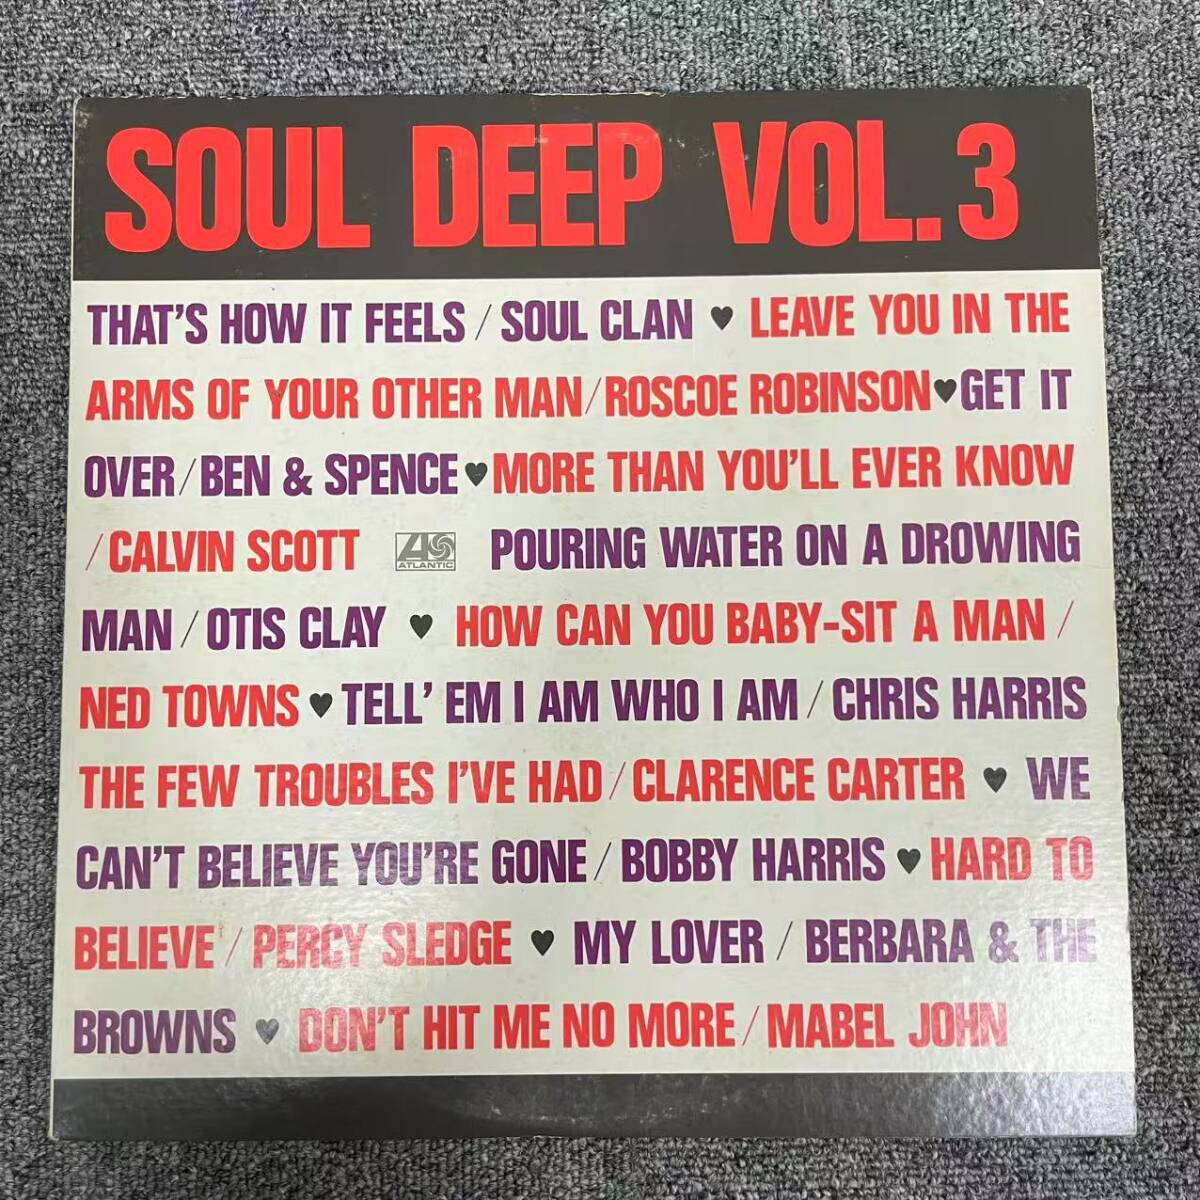 SOUL DEEP VOL.3
THAT'S HOW IT FEELS / SOUL CLAN ♥ LEAVE YOU IN THE
ARMS OF YOUR OTHER MAN/ROSCOE ROBINSON♥GET IT
OVER/BEN & SPENCE♥MORE THAN YOU'LL EVER KNOW
/CALVIN SCOTT ATLANTIC POURING WATER ON A DROWING
MAN/OTIS CLAY ♥ HOW CAN YOU BABY-SIT A MAN/
NED TOWNS♥TELL' EM I AM WHO I AM/CHRIS HARRIS
THE FEW TROUBLES I'VE HAD/CLARENCE CARTER ♥ WE
CAN'T BELIEVE YOU'RE GONE/BOBBY HARRIS♥HARD TO
BELIEVE/PERCY SLEDGE ♥ MY LOVER/BERBARA & THE
BROWNS ♥ DON'T HIT ME NO MORE/MABEL JOHN